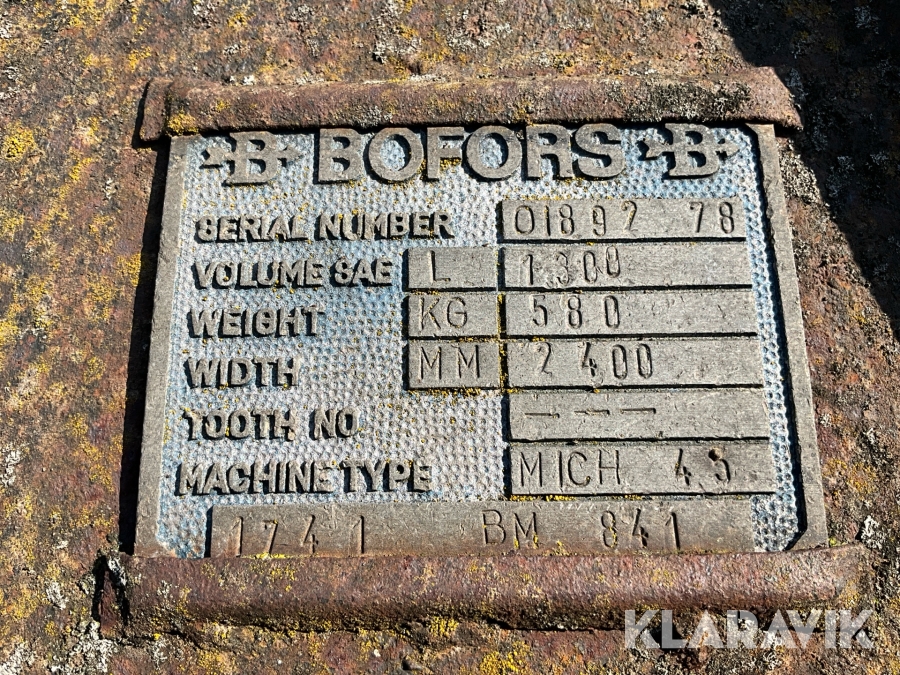 B BOFORS B
SERIAL NUMBER 01892 78
VOLUME SAE L 1300
WEIGHT KG 580
WIDTH MM 2400
TOOTH NO. – – –
MACHINE TYPE MICH 45
1241 BM 841
KLARAVIK